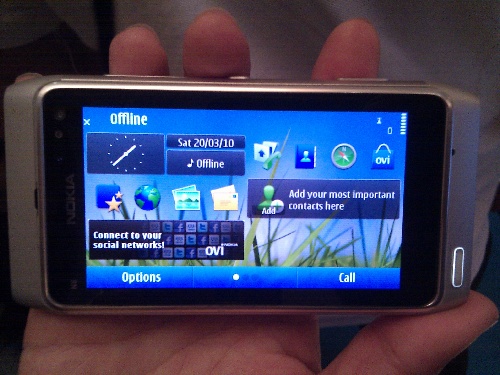 Offline
Sat 20/03/10
Offline
ovi
Add
Add your most important
contacts here
Connect to your
social networks!
ovi
Options
Call
NOKIA